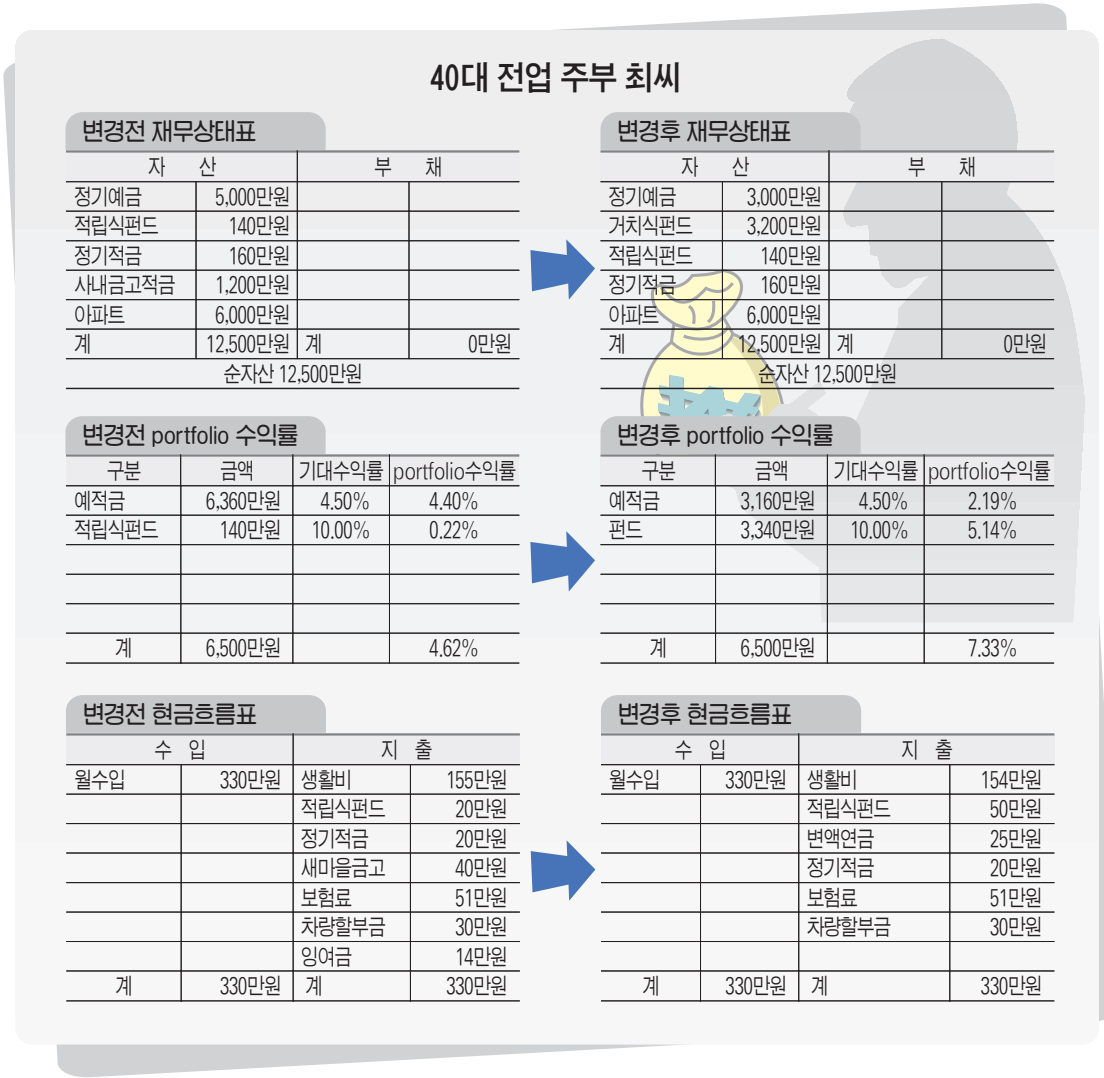 40대 전업 주부 최씨
변경전 재무상태표
자 산 부 채
정기예금 5,000만원
적립식펀드 140만원
정기적금 160만원
사내금고적금 1,200만원
아파트 6,000만원
계 12,500만원 계 0만원
순자산 12,500만원
변경후 재무상태표
자 산 부 채
정기예금 3,000만원
거치식펀드 3,200만원
적립식펀드 140만원
정기적금 160만원
아파트 6,000만원
계 12,500만원 계 0만원
순자산 12,500만원
변경전 portfolio 수익률
구분 금액 기대수익률 portfolio수익률
예적금 6,360만원 4.50% 4.40%
적립식펀드 140만원 10.00% 0.22%
계 6,500만원 4.62%
변경후 portfolio 수익률
구분 금액 기대수익률 portfolio수익률
예적금 3,160만원 4.50% 2.19%
펀드 3,340만원 10.00% 5.14%
계 6,500만원 7.33%
변경전 현금흐름표
수 입 지 출
월수입 330만원 생활비 155만원
적립식펀드 20만원
정기적금 20만원
새마을금고 40만원
보험료 51만원
차량할부금 30만원
잉여금 14만원
계 330만원 계 330만원
변경후 현금흐름표
수 입 지 출
월수입 330만원 생활비 154만원
적립식펀드 50만원
변액연금 25만원
정기적금 20만원
보험료 51만원
차량할부금 30만원
계 330만원 계 330만원